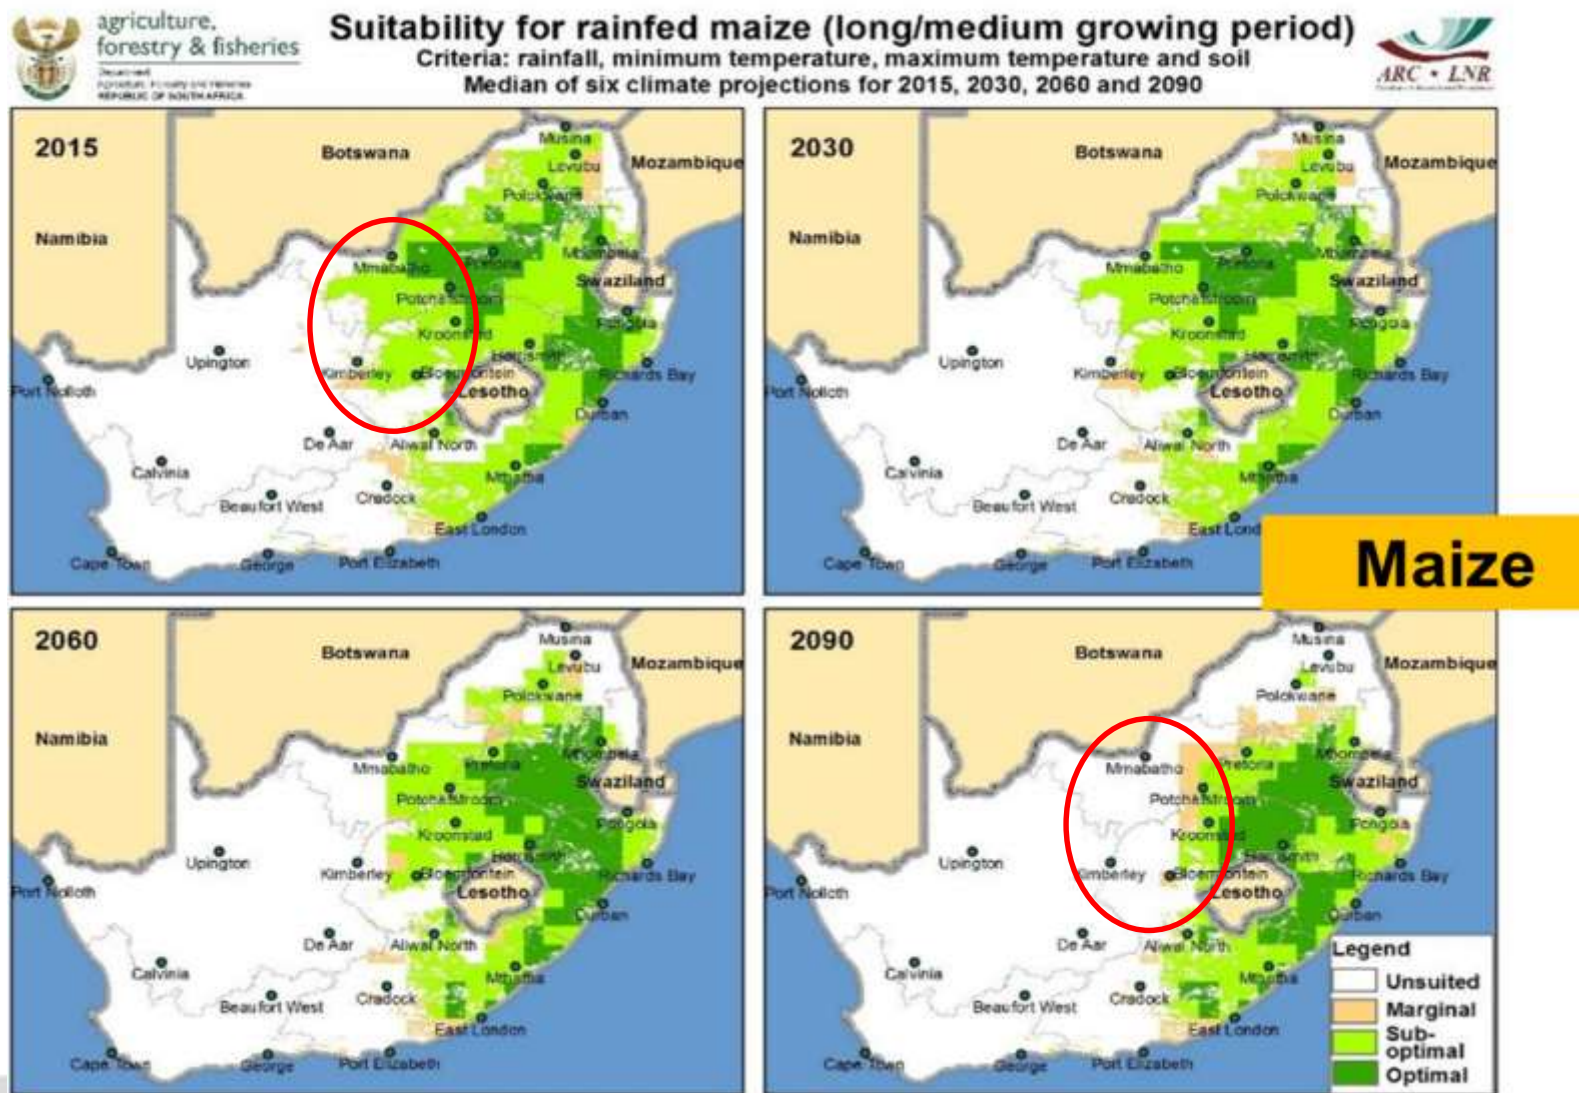 agriculture,
forestry & fisheries
Department
Agriculture, Forestry and Fisheries
REPUBLIC OF SOUTH AFRICA
Suitability for rainfed maize (long/medium growing period)
Criteria: rainfall, minimum temperature, maximum temperature and soil
Median of six climate projections for 2015, 2030, 2060 and 2090
ARC • LNR
2015
Botswana
Musina
Levubu
Mozambique
Polokwane
Namibia
Mmabatho
Pretoria
Mbombela
Swaziland
Potchefstroom
Pongola
Kroonstad
Harrismith
Upington
Kimberley
Bloemfontein
Richards Bay
Port Nolloth
Lesotho
Durban
De Aar
Aliwal North
Calvinia
Mthatha
Cradock
Beaufort West
East London
Cape Town
George
Port Elizabeth
2030
Botswana
Musina
Levubu
Mozambique
Polokwane
Namibia
Mmabatho
Pretoria
Mbombela
Swaziland
Potchefstroom
Pongola
Kroonstad
Harrismith
Upington
Kimberley
Bloemfontein
Richards Bay
Port Nolloth
Lesotho
Durban
De Aar
Aliwal North
Calvinia
Mthatha
Cradock
Beaufort West
Cape Town
George
Port Elizabeth
Maize
2060
Botswana
Musina
Levubu
Mozambique
Polokwane
Namibia
Mmabatho
Pretoria
Mbombela
Swaziland
Potchefstroom
Pongola
Kroonstad
Harrismith
Upington
Kimberley
Bloemfontein
Richards Bay
Port Nolloth
Lesotho
Durban
De Aar
Aliwal North
Calvinia
Mthatha
Cradock
Beaufort West
East London
Cape Town
George
Port Elizabeth
2090
Botswana
Musina
Levubu
Mozambique
Polokwane
Namibia
Mmabatho
Pretoria
Mbombela
Swaziland
Potchefstroom
Pongola
Kroonstad
Harrismith
Upington
Kimberley
Bloemfontein
Richards Bay
Port Nolloth
Lesotho
Durban
De Aar
Aliwal North
Calvinia
Mthatha
Cradock
Beaufort West
East London
Cape Town
George
Port Elizabeth
Legend
Unsuited
Marginal
Sub-
optimal
Optimal